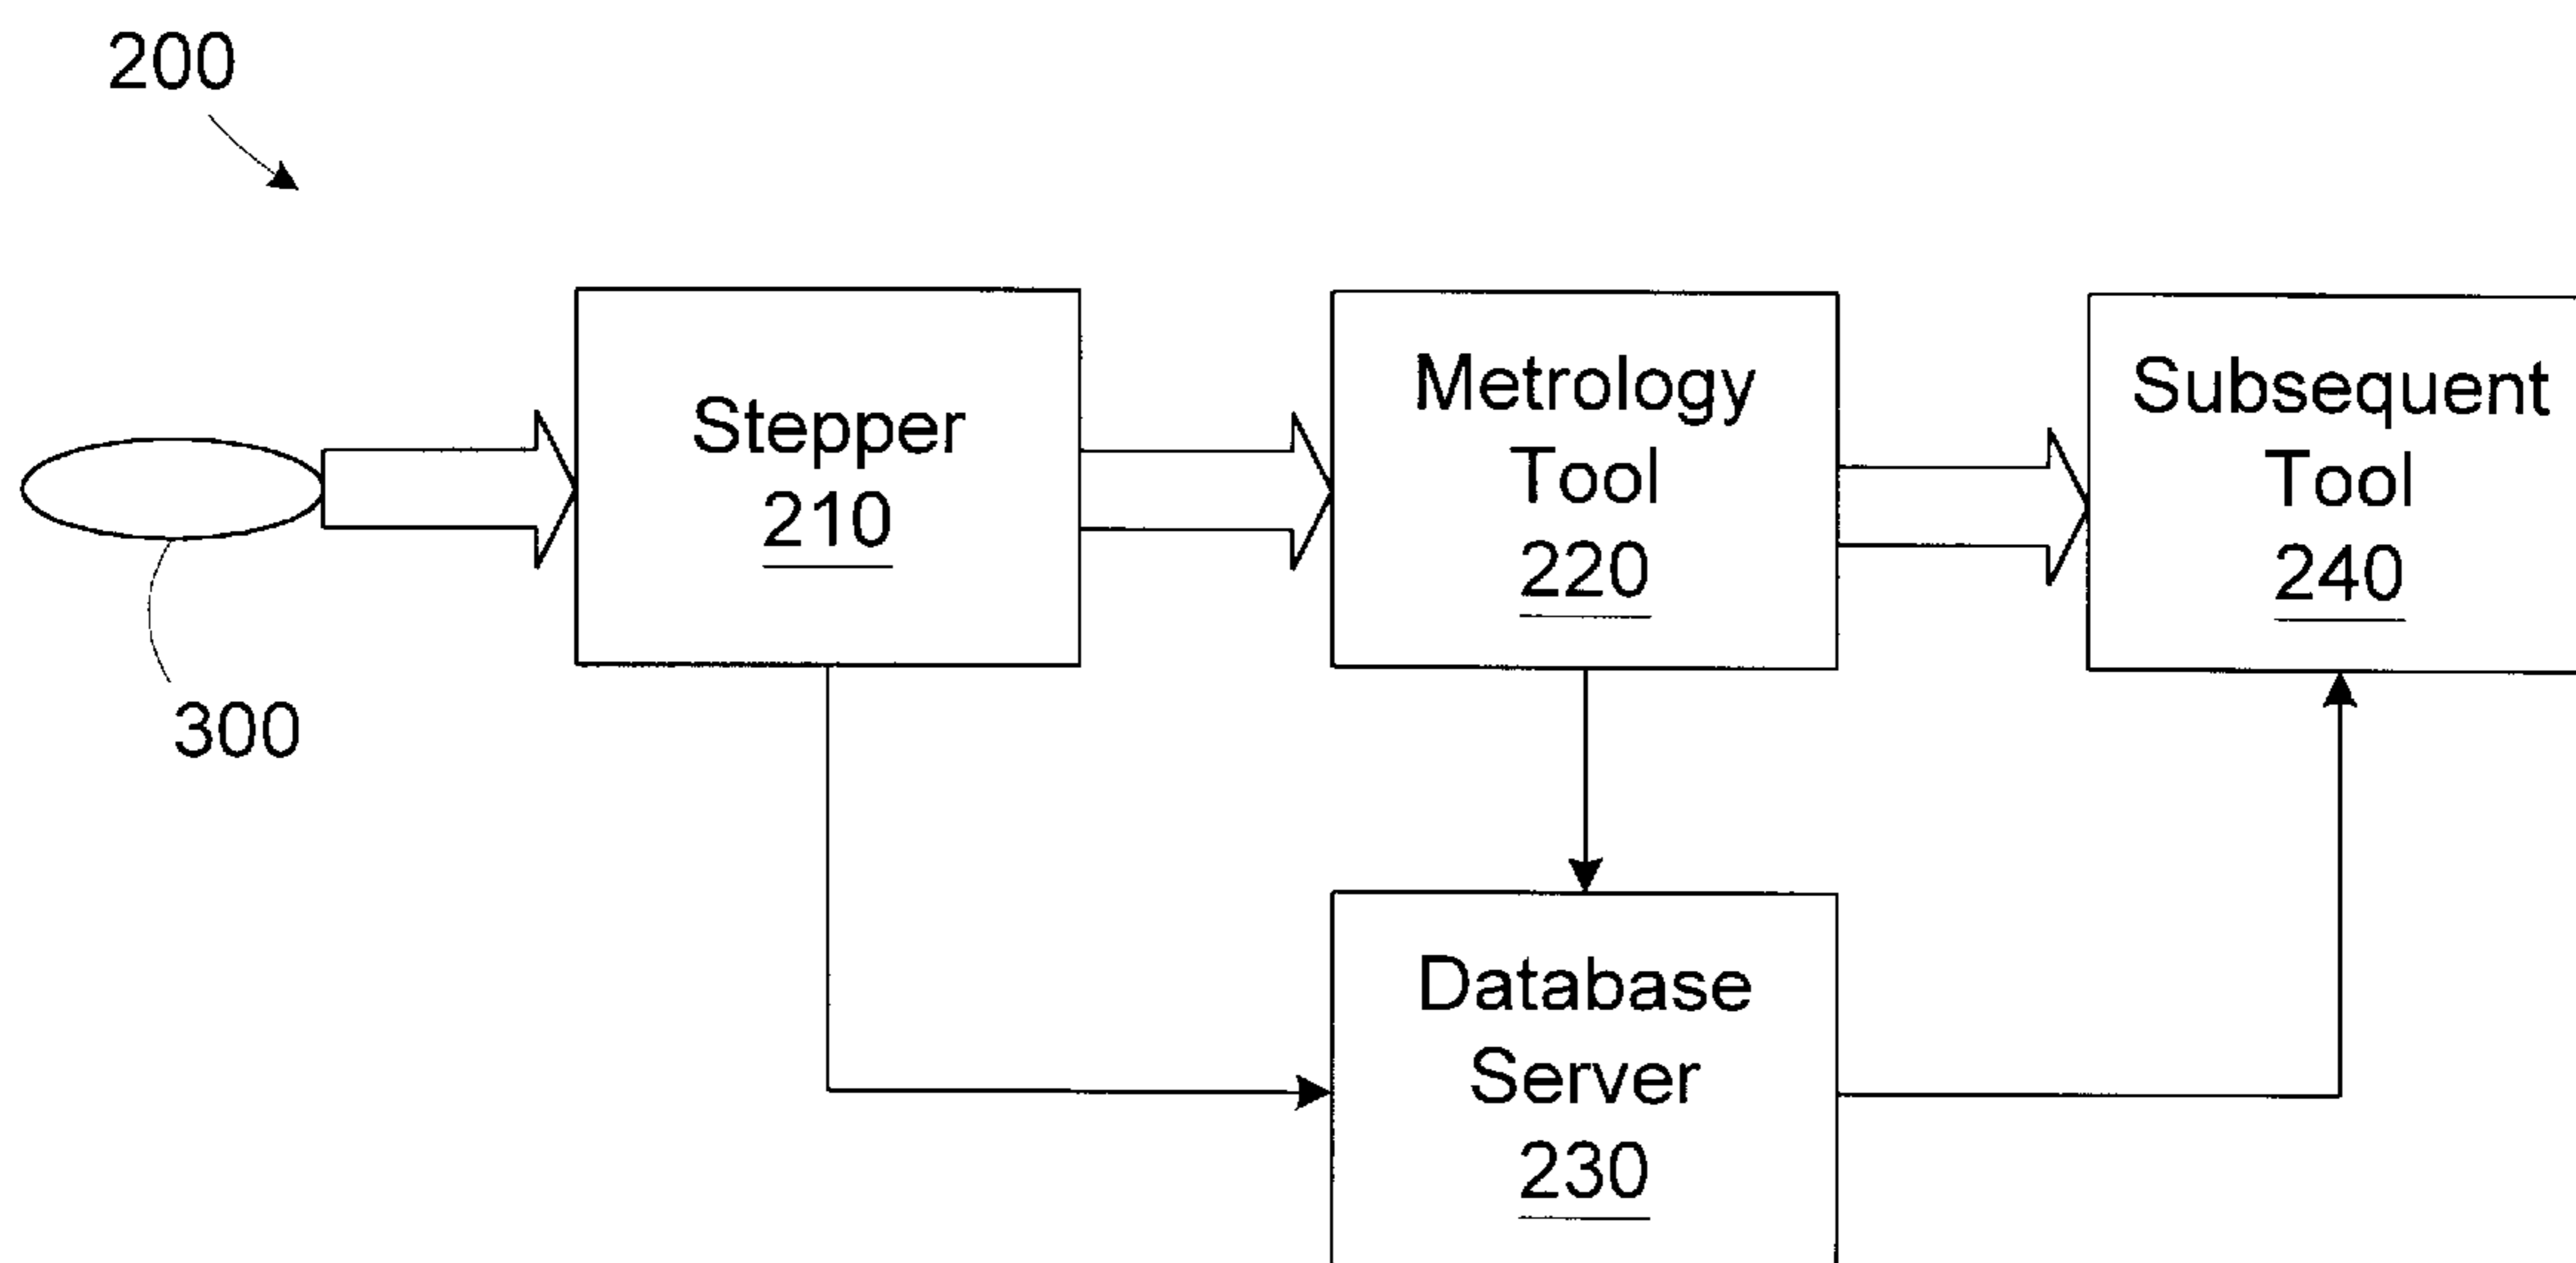 200
Stepper
210
Metrology
Tool
220
Subsequent
Tool
240
300
Database
Server
230